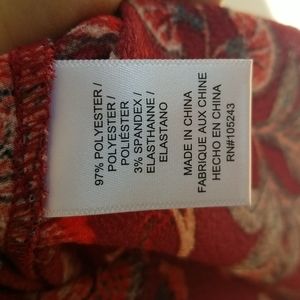 97% POLYESTER /
POLYESTER /
POLIÉSTER
3% SPANDEX /
ELASTHANNE /
ELASTANO
MADE IN CHINA
FABRIQUE AUX CHINE
HECHO EN CHINA
RN#105243